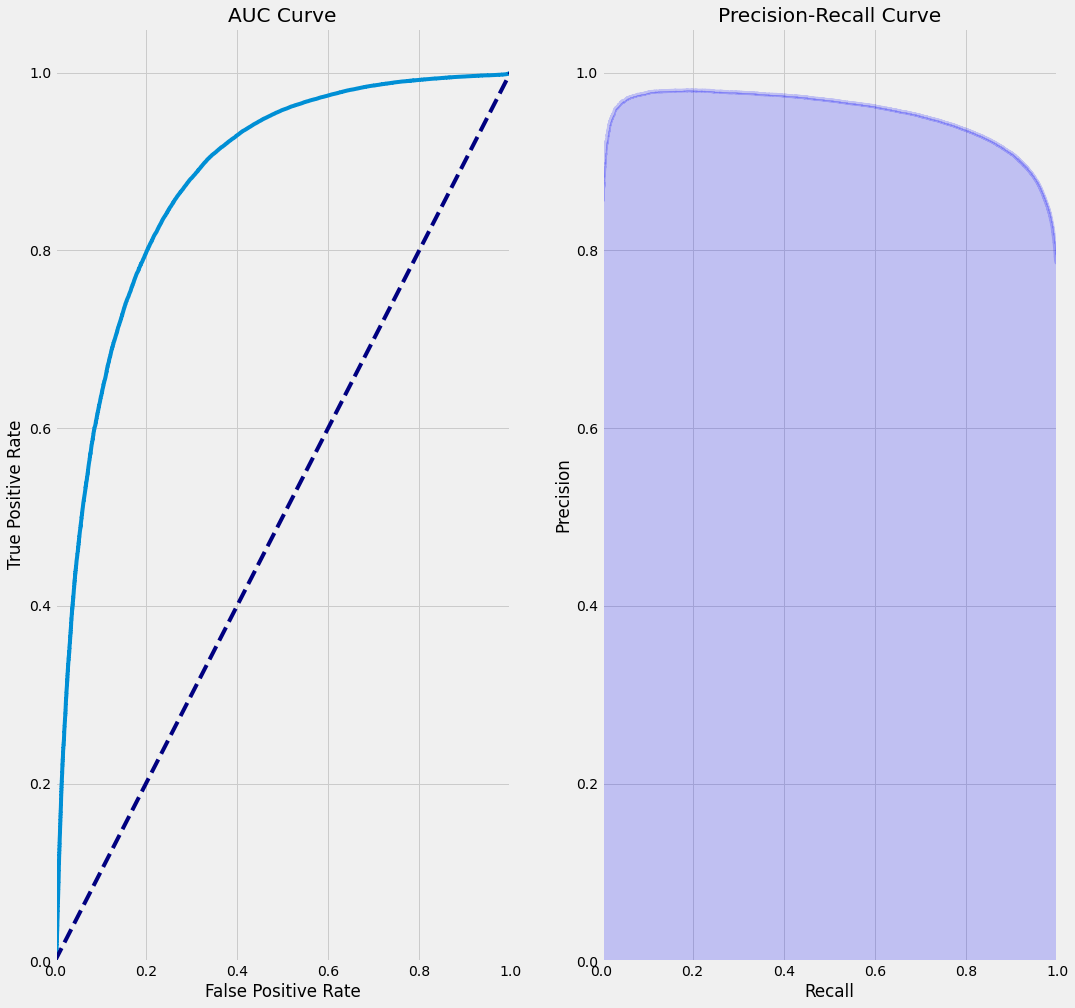 AUC Curve
1.0
0.8
0.6
0.4
0.2
0.0
True Positive Rate
0.0 0.2 0.4 0.6 0.8 1.0
False Positive Rate
Precision-Recall Curve
1.0
0.8
0.6
0.4
0.2
0.0
Precision
0.0 0.2 0.4 0.6 0.8 1.0
Recall